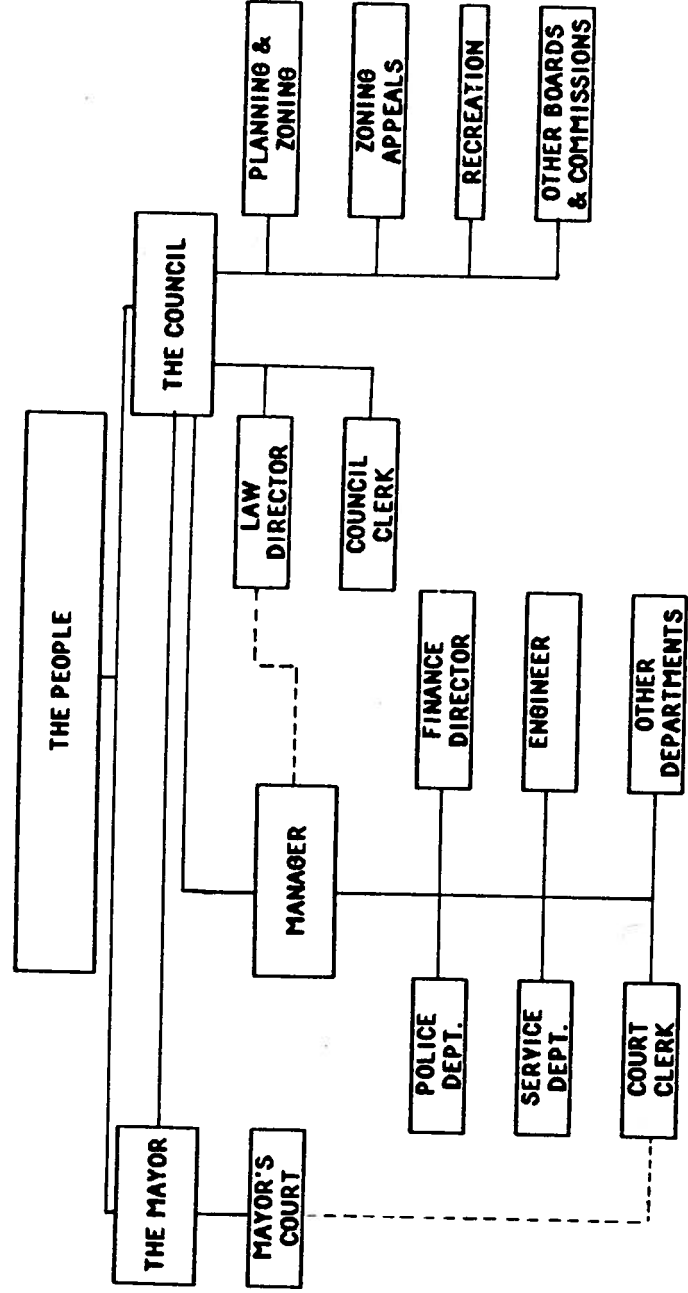 THE PEOPLE
THE MAYOR
THE COUNCIL
MAYOR'S
COURT
MANAGER
LAW
DIRECTOR
COUNCIL
CLERK
PLANNING &
ZONING
ZONING
APPEALS
RECREATION
OTHER BOARDS
& COMMISSIONS
POLICE
DEPT.
FINANCE
DIRECTOR
SERVICE
DEPT.
ENGINEER
COURT
CLERK
OTHER
DEPARTMENTS